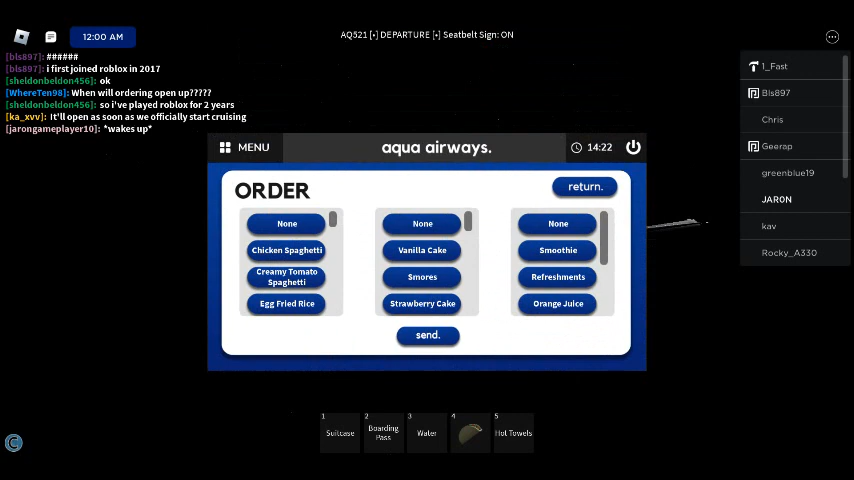 12:00 AM
AQ521 [•] DEPARTURE [•] Seatbelt Sign: ON
[bls897]: ######
[bls897]: i first joined roblox in 2017
[sheldonbeldon456]: ok
[WhereTen98]: When will ordering open up?????
[sheldonbeldon456]: so i've played roblox for 2 years
[ka_xvv]: It'll open as soon as we officially start cruising
[jarongameplayer10]: *wakes up*
1_Fast
Bls897
Chris
Geerap
greenblue19
JARON
kav
Rocky_A330
MENU
aqua airways.
14:22
ORDER
return.
None
None
None
Chicken Spaghetti
Vanilla Cake
Smoothie
Creamy Tomato
Spaghetti
Smores
Refreshments
Egg Fried Rice
Strawberry Cake
Orange Juice
send.
1
Suitcase
2
Boarding
Pass
3
Water
4
5
Hot Towels